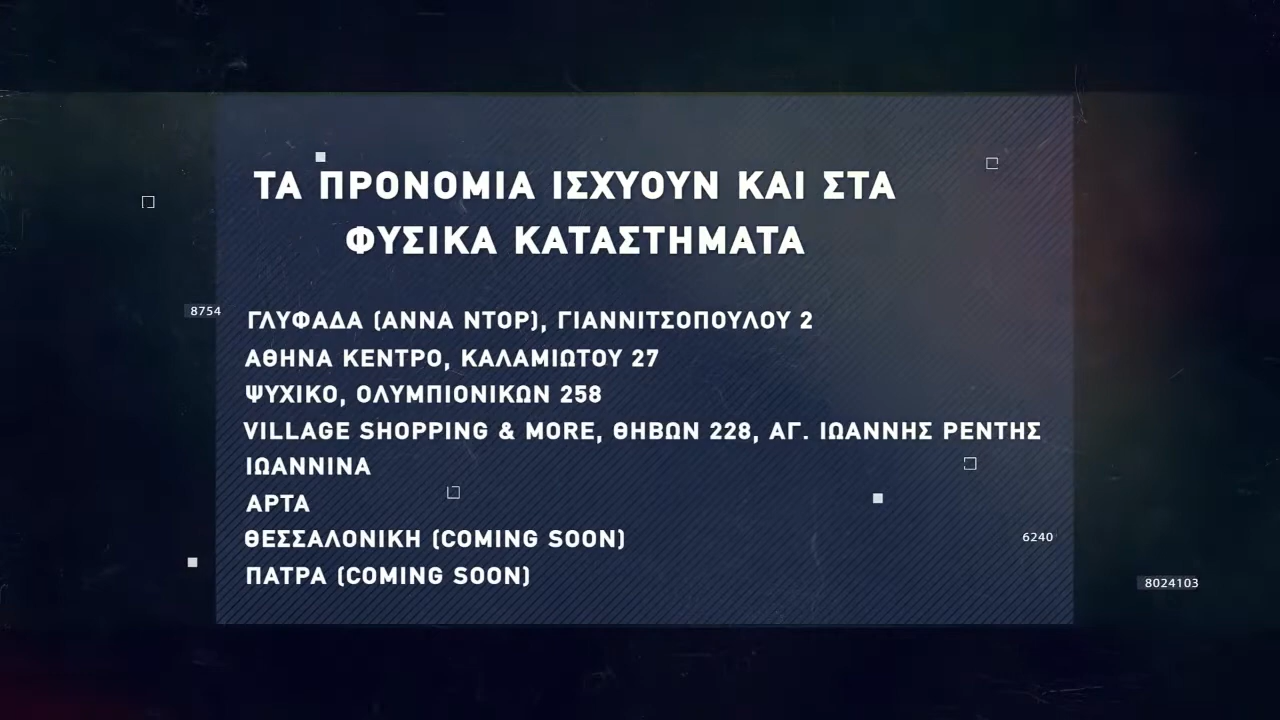 ΤΑ ΠΡΟΝΟΜΙΑ ΙΣΧΥΟΥΝ ΚΑΙ ΣΤΑ
ΦΥΣΙΚΑ ΚΑΤΑΣΤΗΜΑΤΑ
8754
ΓΛΥΦΑΔΑ (ΑΝΝΑ ΝΤΟΡ), ΓΙΑΝΝΙΤΣΟΠΟΥΛΟΥ 2
ΑΘΗΝΑ ΚΕΝΤΡΟ, ΚΑΛΑΜΙΩΤΟΥ 27
ΨΥΧΙΚΟ, ΟΛΥΜΠΙΟΝΙΚΩΝ 258
VILLAGE SHOPPING & MORE, ΘΗΒΩΝ 228, ΑΓ. ΙΩΑΝΝΗΣ ΡΕΝΤΗΣ
ΙΩΑΝΝΙΝΑ
ΑΡΤΑ
ΘΕΣΣΑΛΟΝΙΚΗ (COMING SOON)
6240
ΠΑΤΡΑ (COMING SOON)
8024103